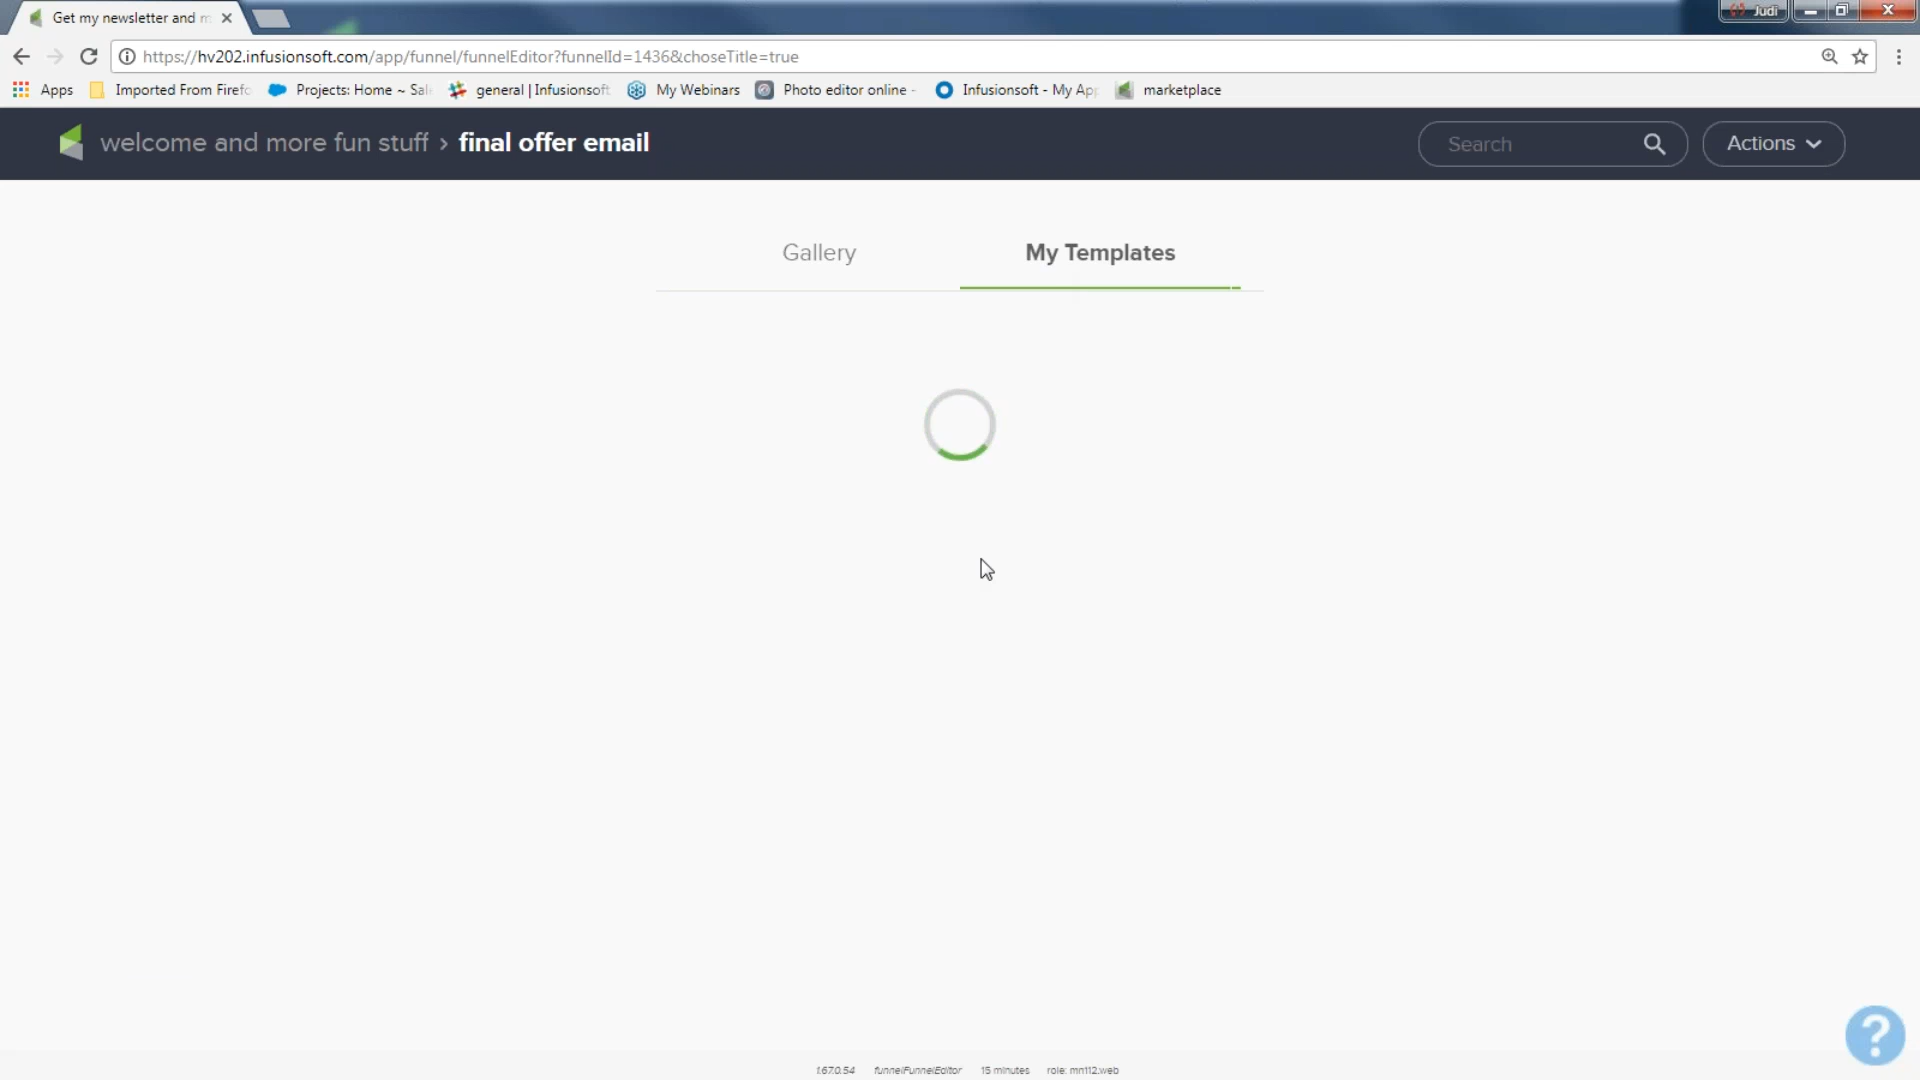 Get my newsletter and m
Judi
https://hv202.infusionsoft.com/app/funnel/funnelEditor?funnelId=1436&choseTitle=true
Apps Imported From Firefo Projects: Home ~ Sal general | Infusionsoft My Webinars Photo editor online - Infusionsoft - My App marketplace
welcome and more fun stuff › final offer email
Search
Actions
Gallery
My Templates
?
1.67.0.54 funnelFunnelEditor 15 minutes role: mn112.web